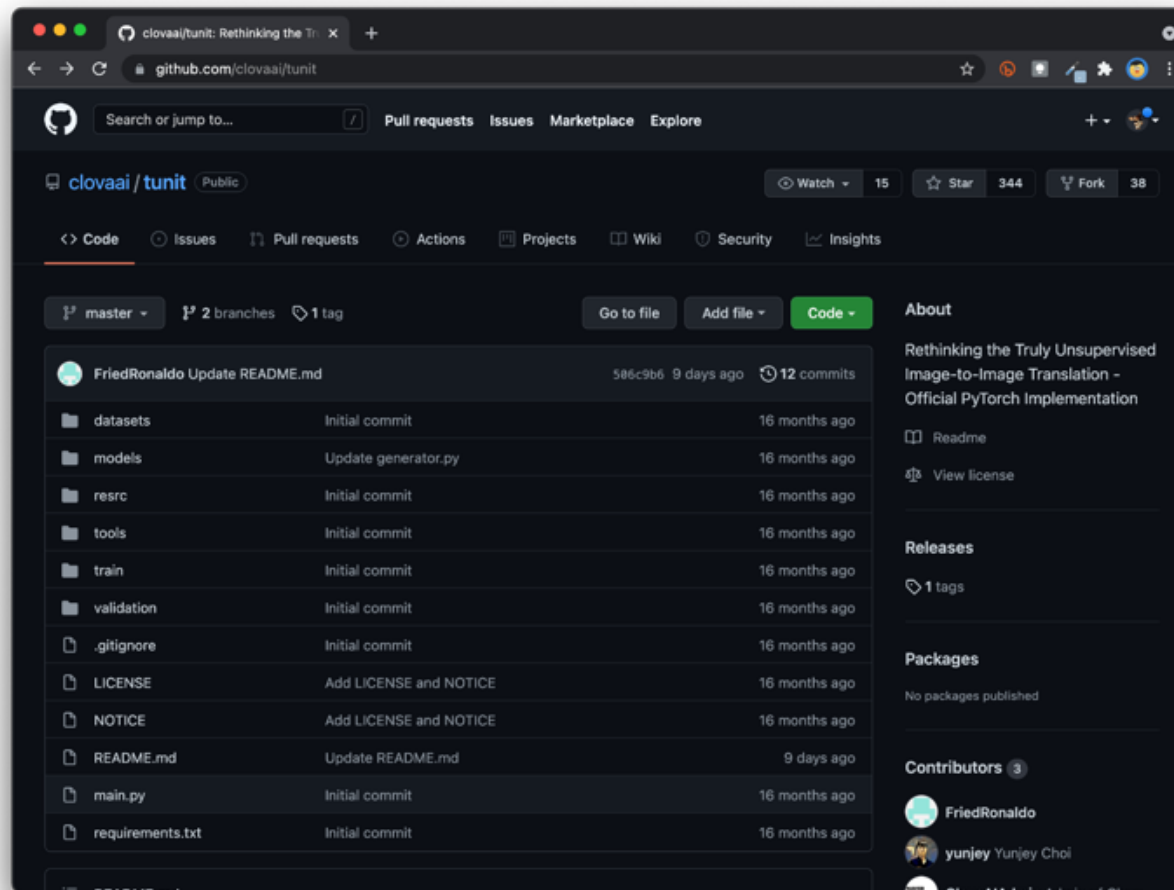 clovaai/tunit: Rethinking the Tr
github.com/clovaai/tunit
Search or jump to... / Pull requests Issues Marketplace Explore
clovaai / tunit Public Watch 15 Star 344 Fork 38
<> Code Issues Pull requests Actions Projects Wiki Security Insights
master 2 branches 1 tag Go to file Add file Code
FriedRonaldo Update README.md 506c9b6 9 days ago 12 commits
datasets Initial commit 16 months ago
models Update generator.py 16 months ago
resrc Initial commit 16 months ago
tools Initial commit 16 months ago
train Initial commit 16 months ago
validation Initial commit 16 months ago
.gitignore Initial commit 16 months ago
LICENSE Add LICENSE and NOTICE 16 months ago
NOTICE Add LICENSE and NOTICE 16 months ago
README.md Update README.md 9 days ago
main.py Initial commit 16 months ago
requirements.txt Initial commit 16 months ago
About
Rethinking the Truly Unsupervised
Image-to-Image Translation -
Official PyTorch Implementation
Readme
View license
Releases
1 tags
Packages
No packages published
Contributors 3
FriedRonaldo
yunjey Yunjey Choi